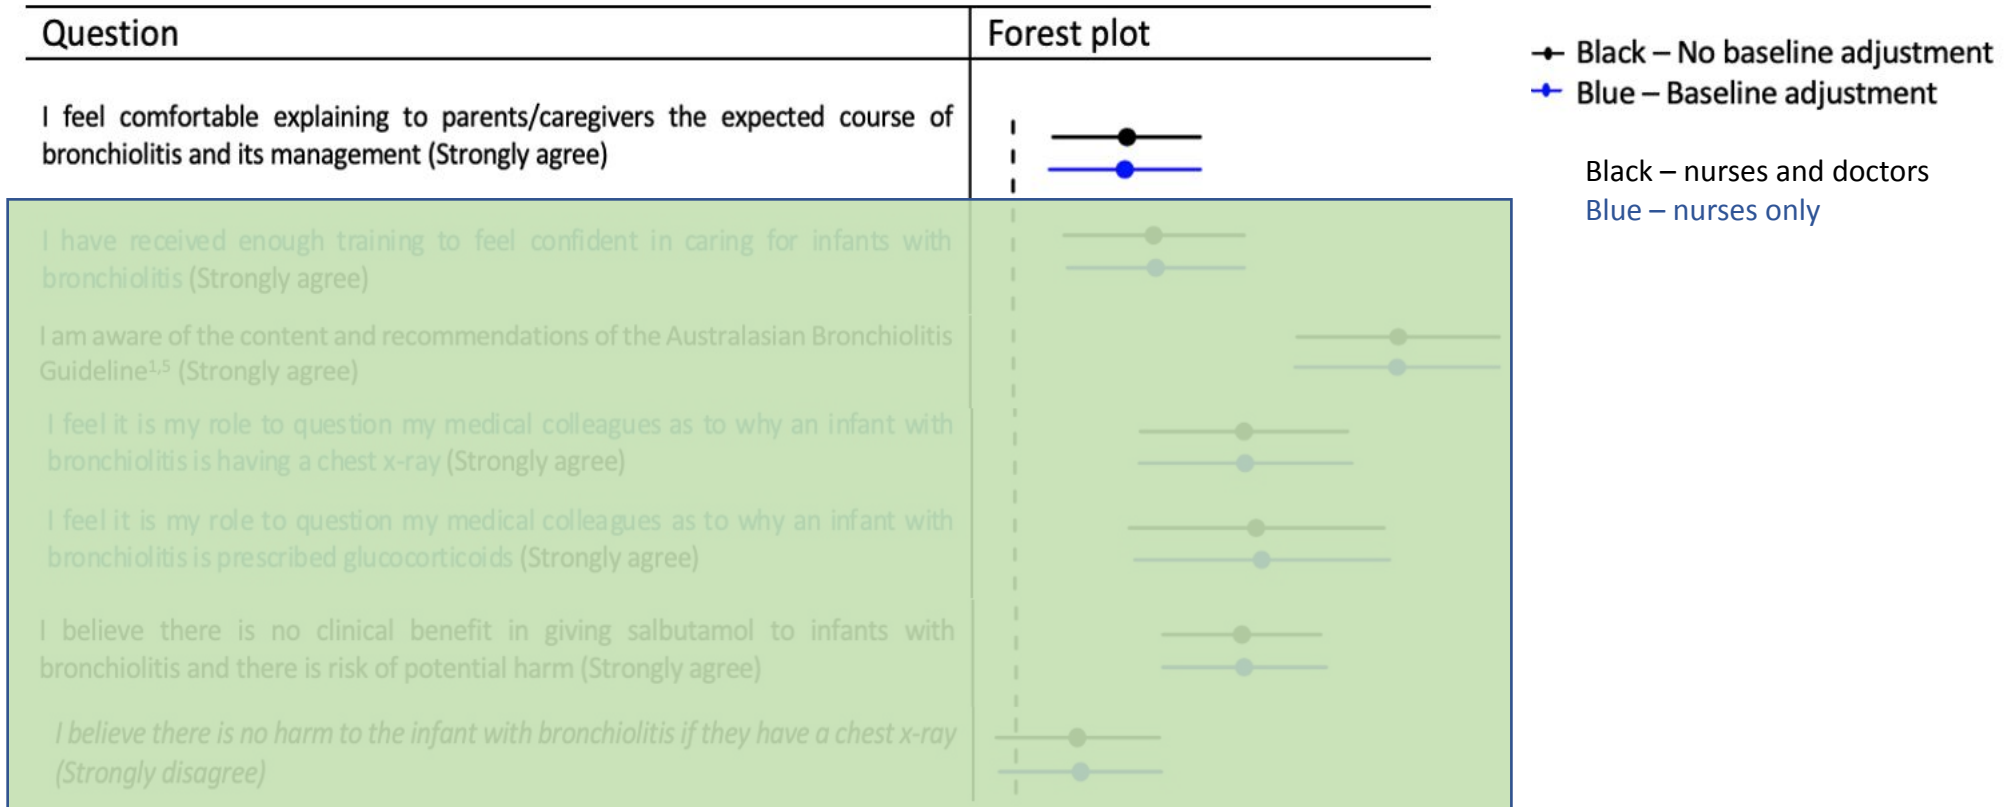 Question
Forest plot
Black – No baseline adjustment
Blue – Baseline adjustment
I feel comfortable explaining to parents/caregivers the expected course of
bronchiolitis and its management (Strongly agree)
Black – nurses and doctors
Blue – nurses only
I have received enough training to feel confident in caring for infants with
bronchiolitis (Strongly agree)
I am aware of the content and recommendations of the Australasian Bronchiolitis
Guideline¹,⁵ (Strongly agree)
I feel it is my role to question my medical colleagues as to why an infant with
bronchiolitis is having a chest x-ray (Strongly agree)
I feel it is my role to question my medical colleagues as to why an infant with
bronchiolitis is prescribed glucocorticoids (Strongly agree)
I believe there is no clinical benefit in giving salbutamol to infants with
bronchiolitis and there is risk of potential harm (Strongly agree)
I believe there is no harm to the infant with bronchiolitis if they have a chest x-ray
(Strongly disagree)